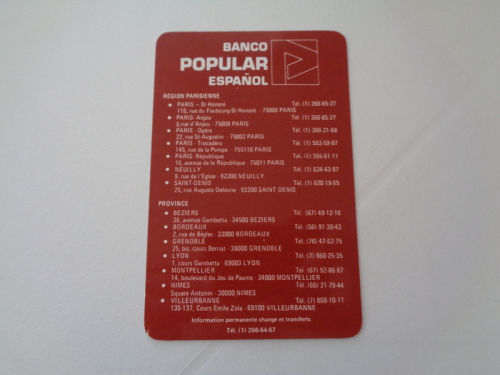 BANCO
POPULAR
ESPAÑOL
RÉGION PARISIENNE
• PARIS - St-Honoré Tél. (1) 266-65-27
118, rue du Faubourg-St-Honoré - 75008 PARIS
• PARIS-Anjou Tél. (1) 266-65-27
8, rue d'Anjou - 75008 PARIS
• PARIS - Opéra Tél. (1) 266-21-68
22, rue St-Augustin - 75002 PARIS
• PARIS - Trocadéro Tél. (1) 553-59-87
145, rue de la Pompe - 755116 PARIS
• PARIS-République Tél. (1) 355-61-11
16, avenue de la République - 75011 PARIS
• NEUILLY Tél. (1) 624-43-87
9, rue de l'Eglise - 92200 NEUILLY
• SAINT-DENIS Tél. (1) 820-19-65
25, rue Auguste Delaune - 93200 SAINT DENIS
PROVINCE
• BEZIERS Tél. (67) 49-12-16
36, avenue Gambetta - 34500 BEZIERS
• BORDEAUX Tél. (56) 91-30-43
2, rue de Bègles - 33000 BORDEAUX
• GRENOBLE Tél. (76) 47-62-75
25, bis, cours Berriat - 38000 GRENOBLE
• LYON Tél. (7) 860-25-35
1, cours Gambetta - 69003 LYON
• MONTPELLIER Tél. (67) 92-86-87
14, boulevard du Jeu de Paume - 34000 MONTPELLIER
• NIMES Tél. (66) 21-79-44
Square Antonin - 30000 NIMES
• VILLEURBANNE Tél. (7) 868-10-11
135-137, Cours Emile Zola - 69100 VILLEURBANNE
Information permanente change et transferts
Tél. (1) 266-64-67